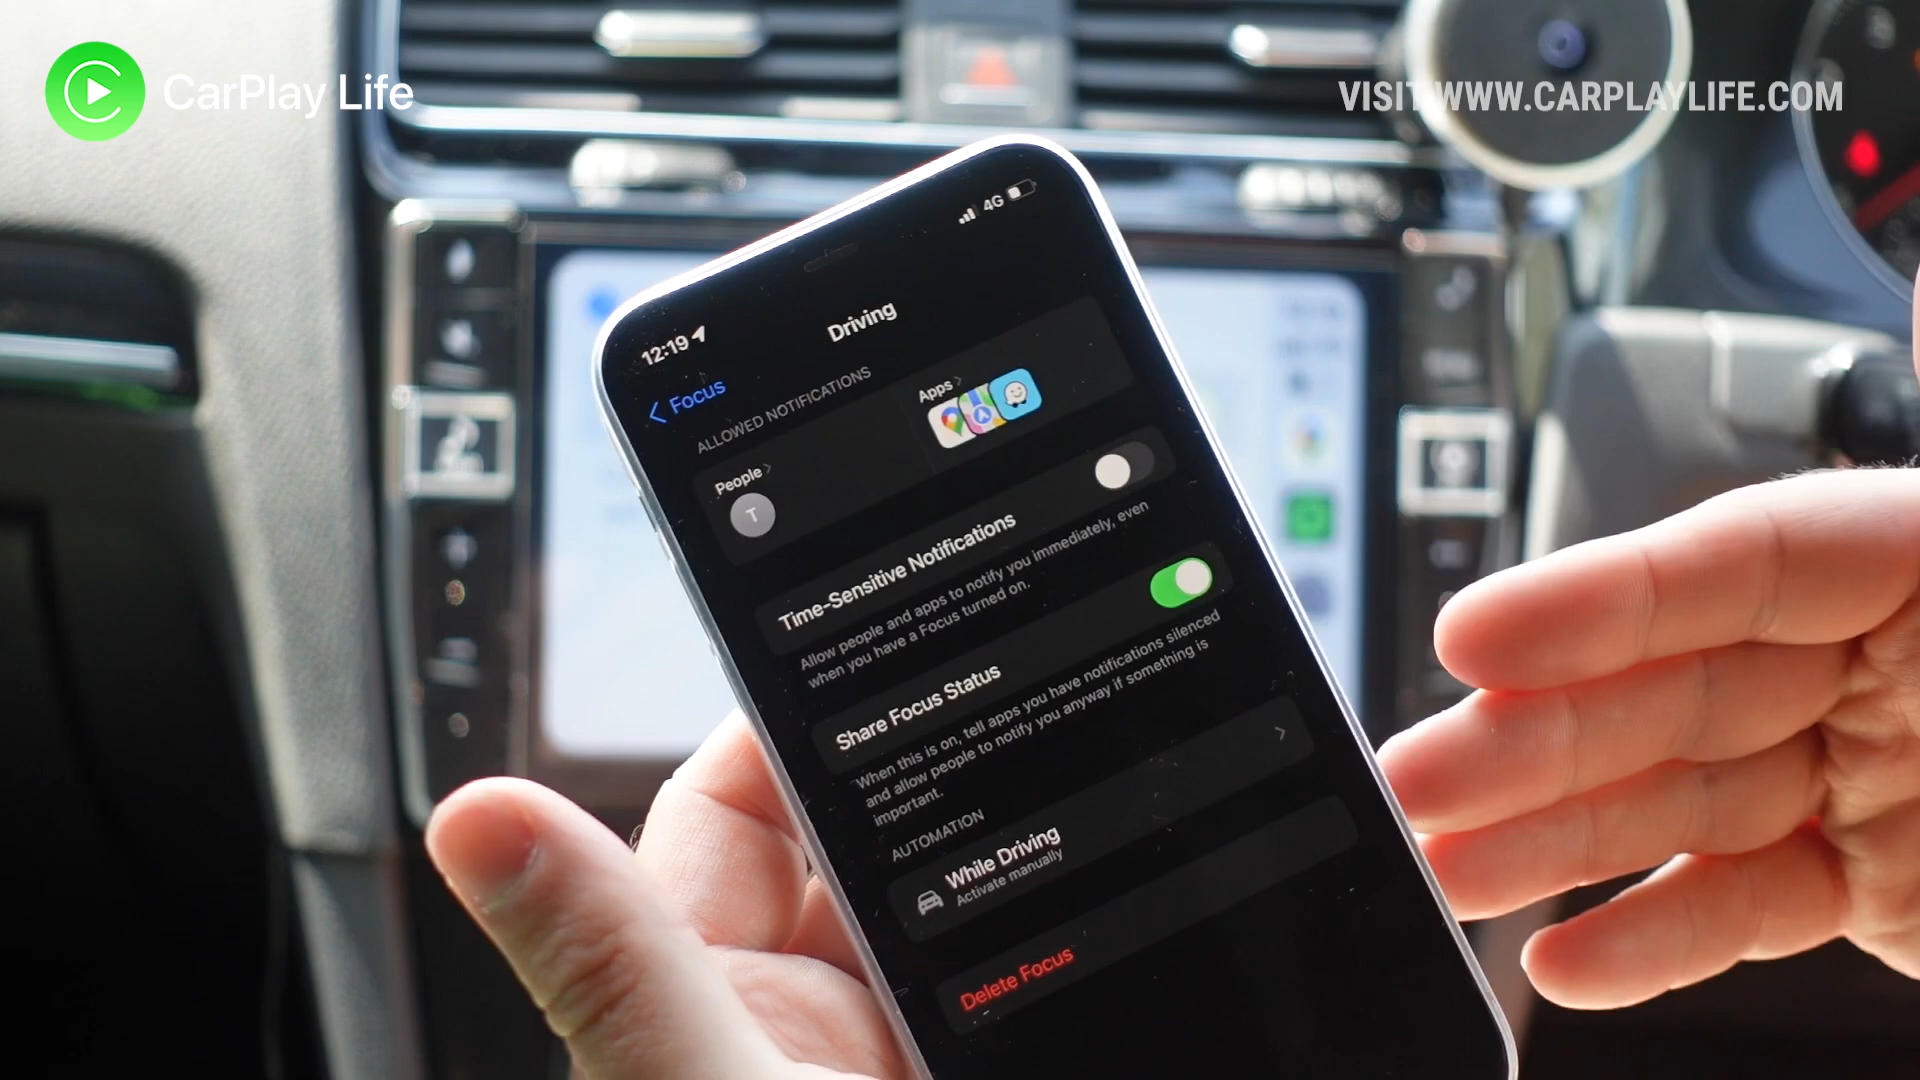 CarPlay Life
VISIT WWW.CARPLAYLIFE.COM
4G
12:19
Driving
Focus
ALLOWED NOTIFICATIONS
Apps
People
T
Time-Sensitive Notifications
Allow people and apps to notify you immediately, even
when you have a Focus turned on.
Share Focus Status
When this is on, tell apps you have notifications silenced
and allow people to notify you anyway if something is
important.
AUTOMATION
While Driving
Activate manually
Delete Focus